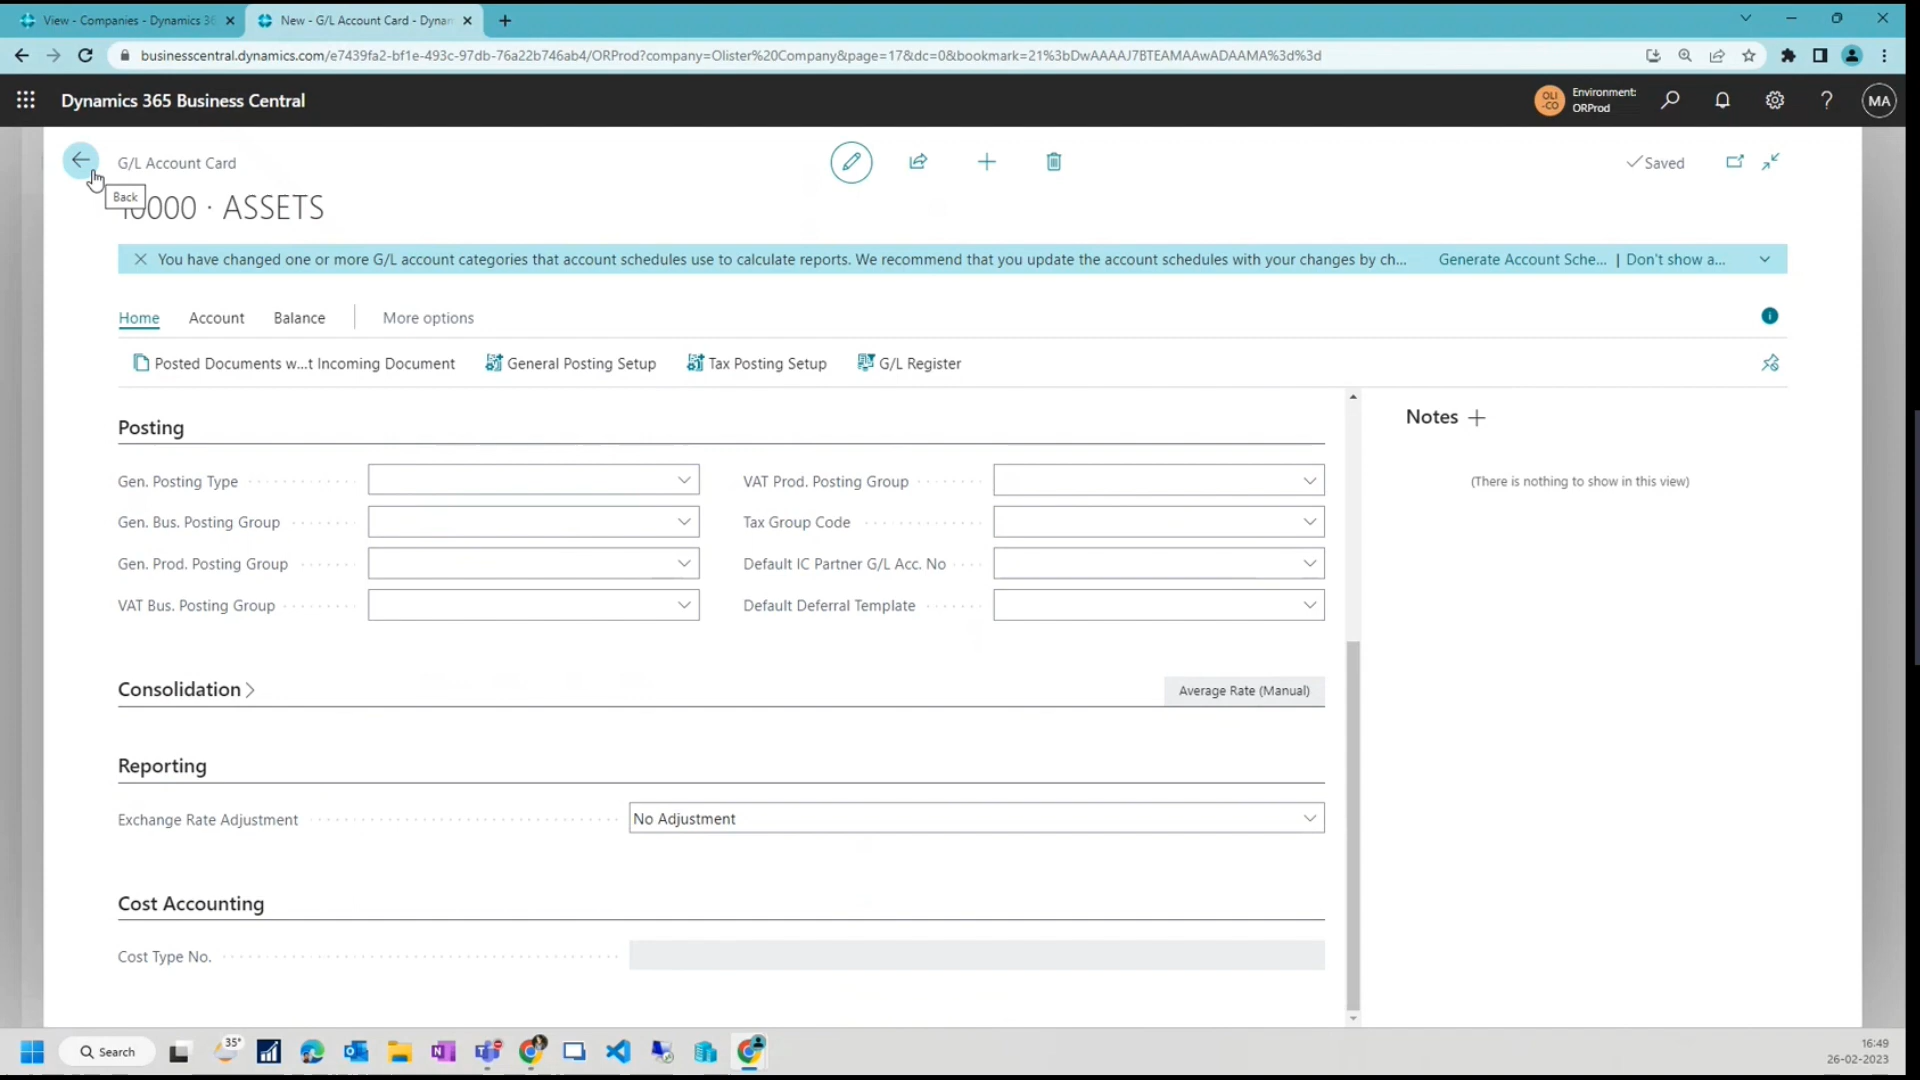 View - Companies - Dynamics 36
New - G/L Account Card - Dynam
businesscentral.dynamics.com/e7439fa2-bf1e-493c-97db-76a22b746ab4/ORProd?company=Olister%20Company&page=17&dc=0&bookmark=21%3bDwAAAAJ7BTEAMAAwADAAMA%3d%3d
Dynamics 365 Business Central
OLI
-CO
Environment:
ORProd
MA
G/L Account Card
Saved
Back
10000 · ASSETS
You have changed one or more G/L account categories that account schedules use to calculate reports. We recommend that you update the account schedules with your changes by ch...
Generate Account Sche... | Don't show a...
Home Account Balance More options
Posted Documents w...t Incoming Document General Posting Setup Tax Posting Setup G/L Register
Posting
Gen. Posting Type
VAT Prod. Posting Group
Gen. Bus. Posting Group
Tax Group Code
Gen. Prod. Posting Group
Default IC Partner G/L Acc. No
VAT Bus. Posting Group
Default Deferral Template
Consolidation
Average Rate (Manual)
Reporting
Exchange Rate Adjustment
No Adjustment
Cost Accounting
Cost Type No.
Notes
(There is nothing to show in this view)
Search
35°
16:49
26-02-2023